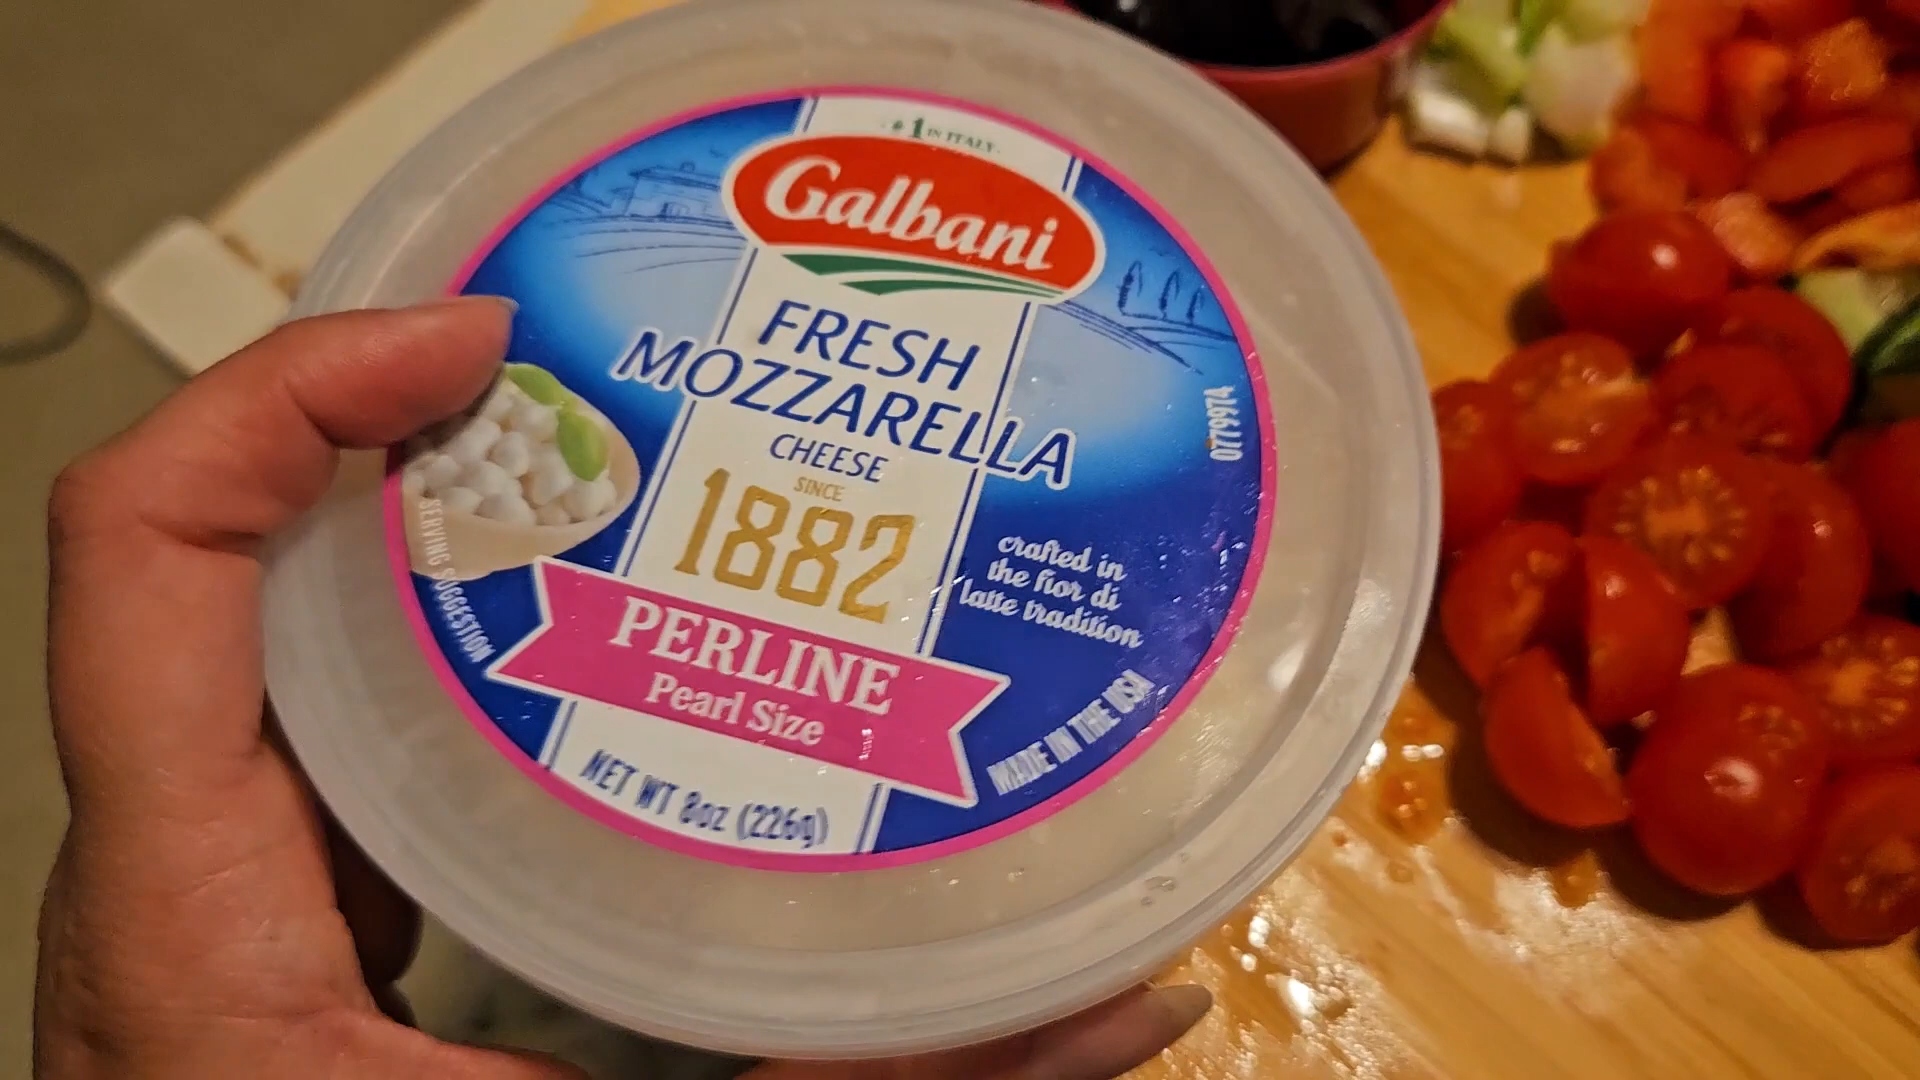 #1 IN ITALY
Galbani
FRESH
MOZZARELLA
CHEESE
SINCE
1882
crafted in
the fior di
latte tradition
PERLINE
Pearl Size
NET WT 8oz (226g)
MADE IN THE USA
SERVING SUGGESTION
077974